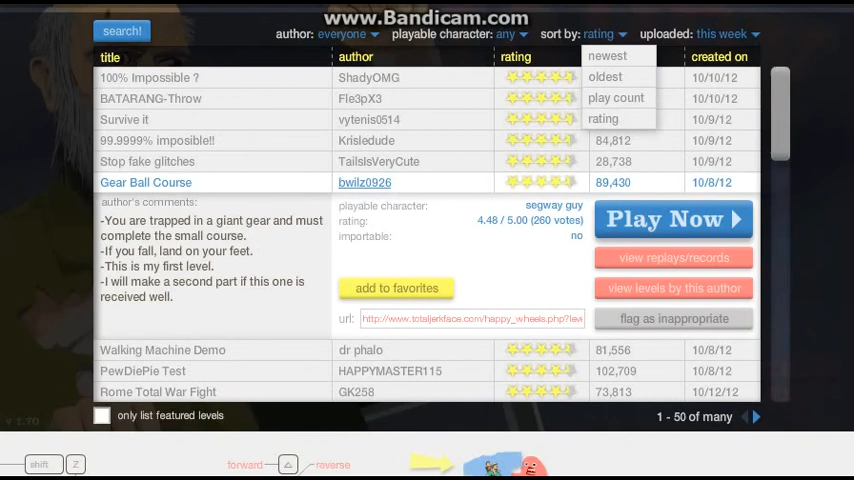 www.Bandicam.com
search!
author: everyone playable character: any sort by: rating uploaded: this week
title author rating created on
newest
oldest
play count
rating
100% Impossible ? ShadyOMG 10/10/12
BATARANG-Throw Fle3pX3 10/10/12
Survive it vytenis0514 10/9/12
99.9999% imposible!! Krisledude 84,812 10/9/12
Stop fake glitches TailsIsVeryCute 28,738 10/9/12
Gear Ball Course bwilz0926 89,430 10/8/12
author's comments:
-You are trapped in a giant gear and must
complete the small course.
-If you fall, land on your feet.
-This is my first level.
-I will make a second part if this one is
received well.
playable character: segway guy
rating: 4.48 / 5.00 (260 votes)
importable: no
add to favorites
url: http://www.totaljerkface.com/happy_wheels.php?leve
Play Now
view replays/records
view levels by this author
flag as inappropriate
Walking Machine Demo dr phalo 81,556 10/8/12
PewDiePie Test HAPPYMASTER115 102,709 10/8/12
Rome Total War Fight GK258 73,813 10/12/12
only list featured levels 1 - 50 of many
v 1.70
shift Z forward reverse